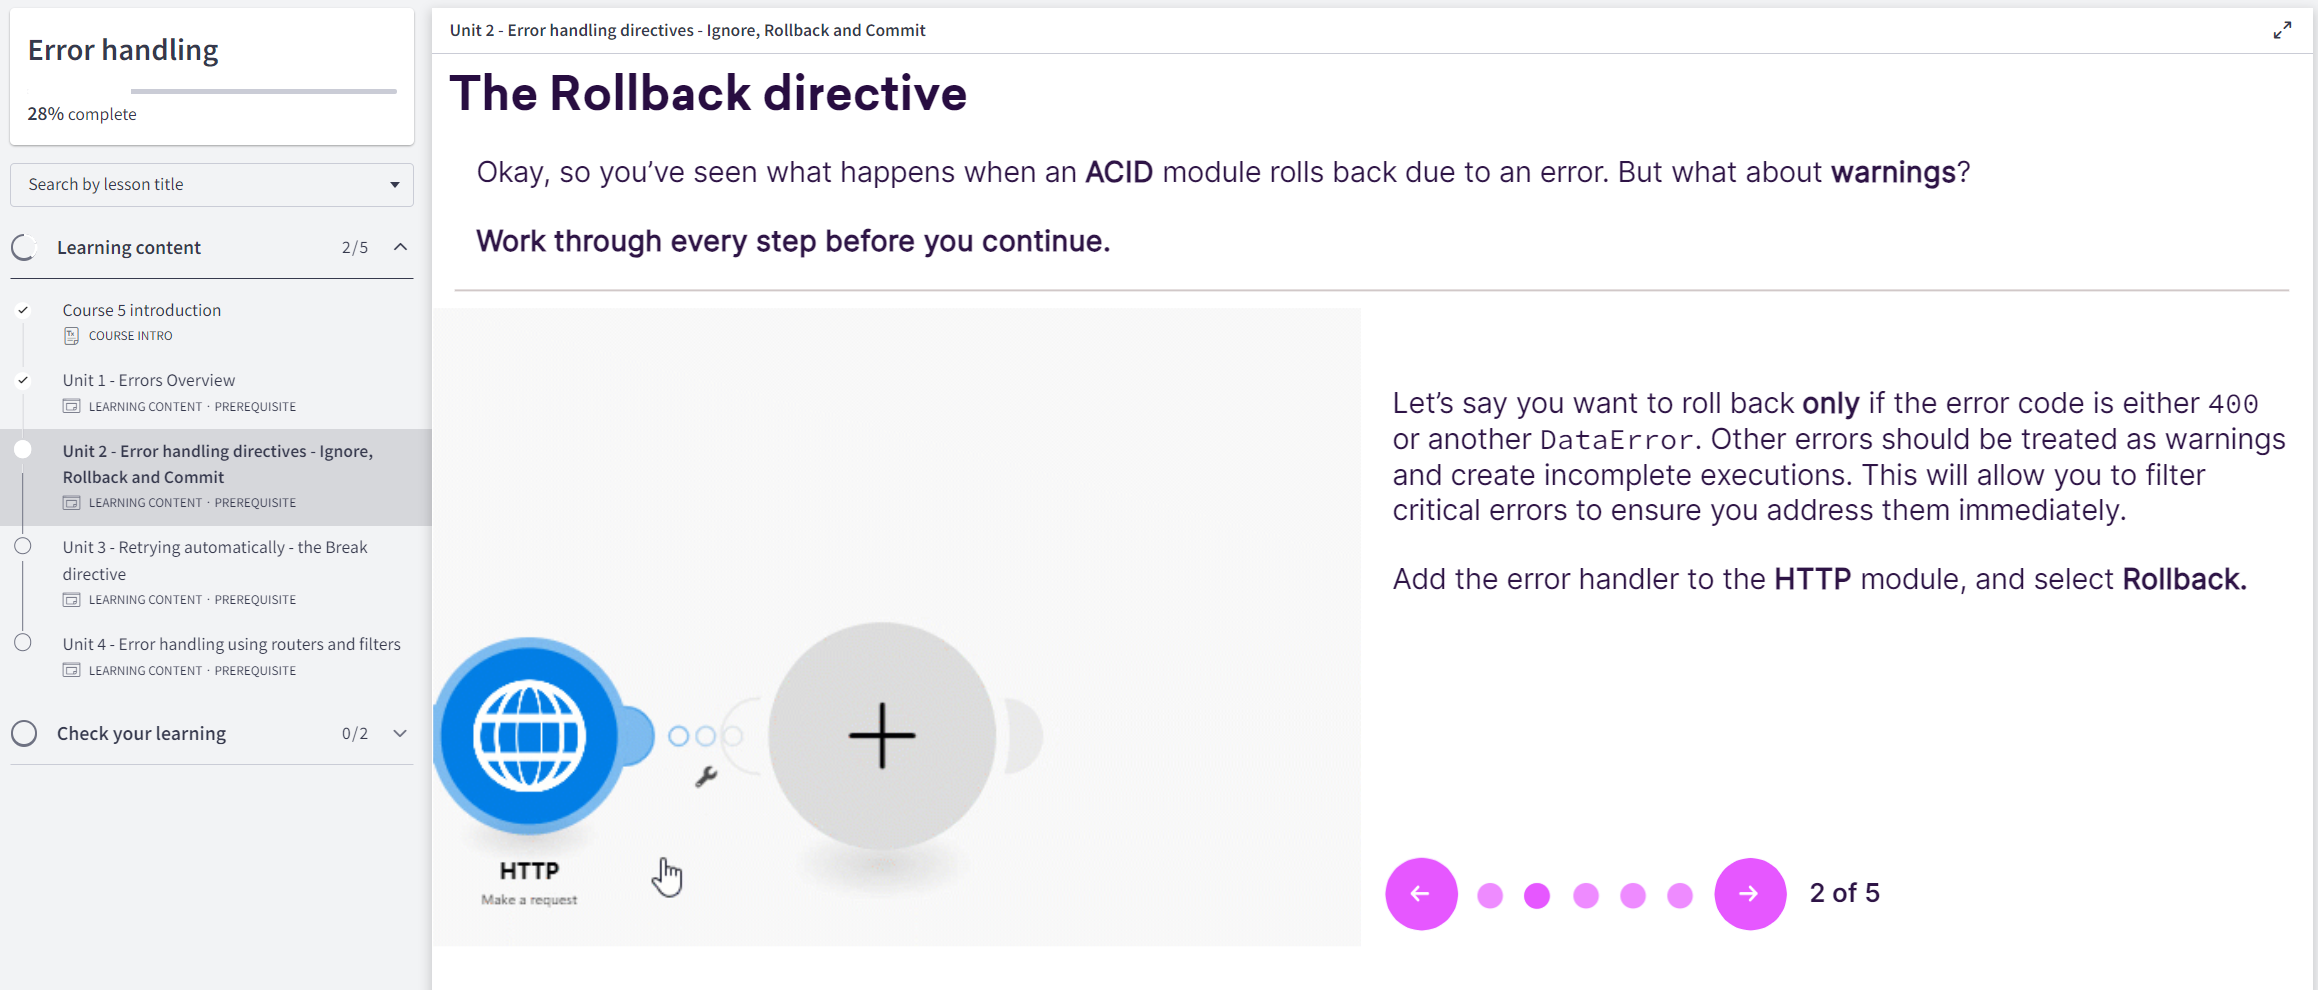 Error handling
28% complete
Search by lesson title
Learning content 2/5
Course 5 introduction
COURSE INTRO
Unit 1 - Errors Overview
LEARNING CONTENT · PREREQUISITE
Unit 2 - Error handling directives - Ignore,
Rollback and Commit
LEARNING CONTENT · PREREQUISITE
Unit 3 - Retrying automatically - the Break
directive
LEARNING CONTENT · PREREQUISITE
Unit 4 - Error handling using routers and filters
LEARNING CONTENT · PREREQUISITE
Check your learning 0/2
Unit 2 - Error handling directives - Ignore, Rollback and Commit
The Rollback directive
Okay, so you’ve seen what happens when an ACID module rolls back due to an error. But what about warnings?
Work through every step before you continue.
HTTP
Make a request
Let’s say you want to roll back only if the error code is either 400
or another DataError. Other errors should be treated as warnings
and create incomplete executions. This will allow you to filter
critical errors to ensure you address them immediately.
Add the error handler to the HTTP module, and select Rollback.
2 of 5